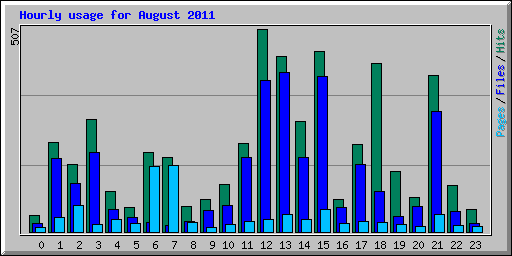 Hourly usage for August 2011
507
Pages / Files / Hits
0 1 2 3 4 5 6 7 8 9 10 11 12 13 14 15 16 17 18 19 20 21 22 23